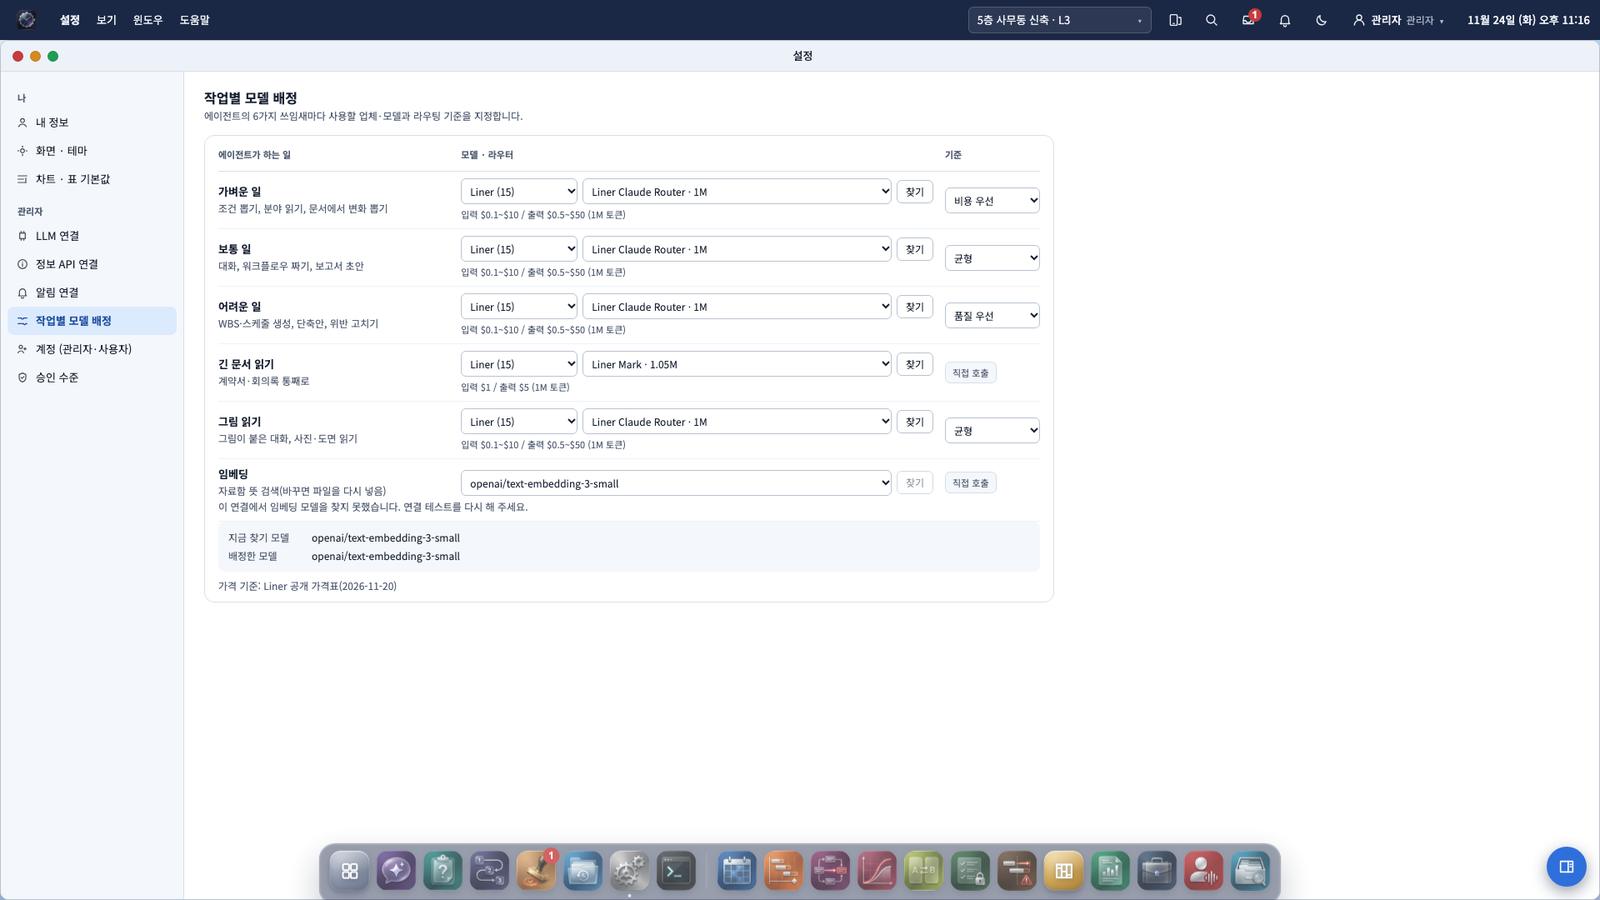 설정 보기 윈도우 도움말 5층 사무동 신축 · L3 1 관리자 관리자 11월 24일 (화) 오후 11:16
설정
나
내 정보
화면 · 테마
차트 · 표 기본값
관리자
LLM 연결
정보 API 연결
알림 연결
작업별 모델 배정
계정 (관리자·사용자)
승인 수준
작업별 모델 배정
에이전트의 6가지 쓰임새마다 사용할 업체·모델과 라우팅 기준을 지정합니다.
에이전트가 하는 일 모델 · 라우터 기준
가벼운 일 Liner (15) Liner Claude Router · 1M 찾기 비용 우선
조건 뽑기, 분야 읽기, 문서에서 변화 뽑기 입력 $0.1~$10 / 출력 $0.5~$50 (1M 토큰)
보통 일 Liner (15) Liner Claude Router · 1M 찾기 균형
대화, 워크플로우 짜기, 보고서 초안 입력 $0.1~$10 / 출력 $0.5~$50 (1M 토큰)
어려운 일 Liner (15) Liner Claude Router · 1M 찾기 품질 우선
WBS·스케줄 생성, 단축안, 위반 고치기 입력 $0.1~$10 / 출력 $0.5~$50 (1M 토큰)
긴 문서 읽기 Liner (15) Liner Mark · 1.05M 찾기 직접 호출
계약서·회의록 통째로 입력 $1 / 출력 $5 (1M 토큰)
그림 읽기 Liner (15) Liner Claude Router · 1M 찾기 균형
그림이 붙은 대화, 사진·도면 읽기 입력 $0.1~$10 / 출력 $0.5~$50 (1M 토큰)
임베딩 openai/text-embedding-3-small 찾기 직접 호출
자료함 뜻 검색(바꾸면 파일을 다시 넣음)
이 연결에서 임베딩 모델을 찾지 못했습니다. 연결 테스트를 다시 해 주세요.
지금 찾기 모델 openai/text-embedding-3-small
배정한 모델 openai/text-embedding-3-small
가격 기준: Liner 공개 가격표(2026-11-20)
1
A B